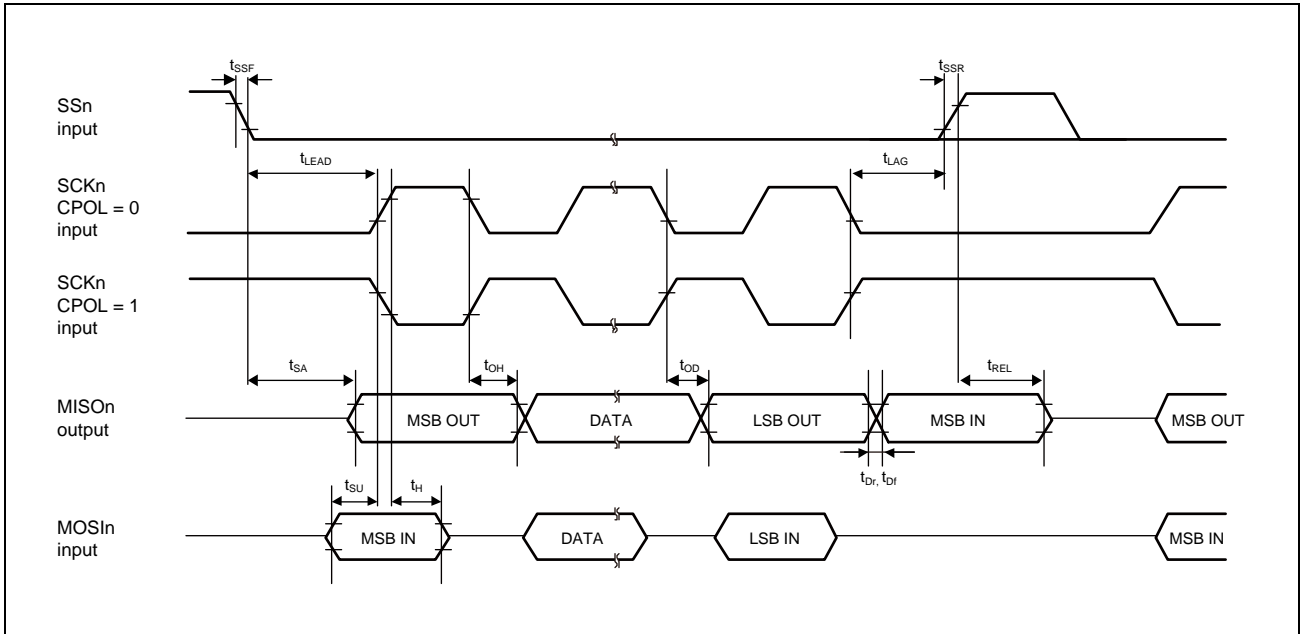 tSSF
tSSR
SSn
input
tLEAD
tLAG
SCKn
CPOL = 0
input
SCKn
CPOL = 1
input
tSA
tOH
tOD
tREL
MISOn
output
MSB OUT
DATA
LSB OUT
MSB IN
MSB OUT
tDr, tDf
tSU
tH
MOSIn
input
MSB IN
DATA
LSB IN
MSB IN